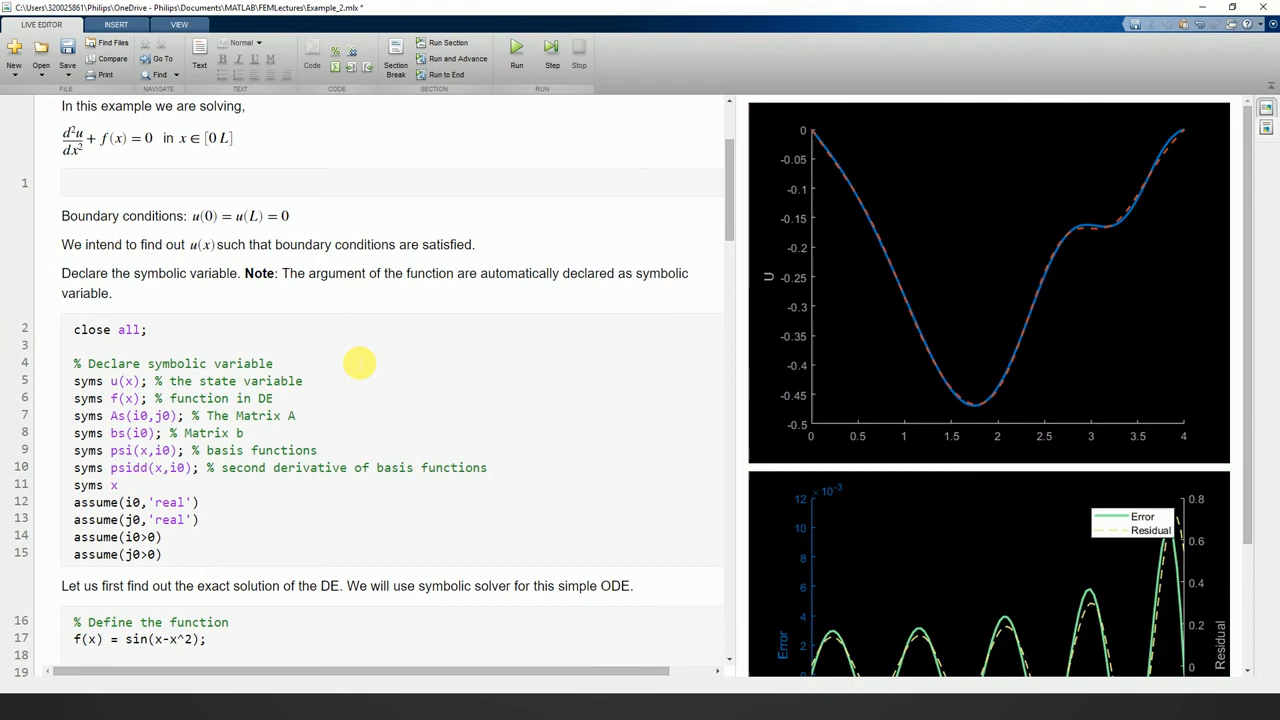 C:\Users\320025861\Philips\OneDrive - Philips\Documents\MATLAB\FEMLectures\Example_2.mlx *
LIVE EDITOR INSERT VIEW
New Open Save Find Files Compare Print
Go To Find
Text Normal B I U M
Code
Section Break Run Section Run and Advance Run to End
Run Step Stop
FILE NAVIGATE TEXT CODE SECTION RUN
In this example we are solving,
d²u/dx² + f(x) = 0 in x ∈ [0 L]
1
Boundary conditions: u(0) = u(L) = 0
We intend to find out u(x) such that boundary conditions are satisfied.
Declare the symbolic variable. Note: The argument of the function are automatically declared as symbolic
variable.
2 close all;
3
4 % Declare symbolic variable
5 syms u(x); % the state variable
6 syms f(x); % function in DE
7 syms As(i0,j0); % The Matrix A
8 syms bs(i0); % Matrix b
9 syms psi(x,i0); % basis functions
10 syms psidd(x,i0); % second derivative of basis functions
11 syms x
12 assume(i0,'real')
13 assume(j0,'real')
14 assume(i0>0)
15 assume(j0>0)
Let us first find out the exact solution of the DE. We will use symbolic solver for this simple ODE.
16 % Define the function
17 f(x) = sin(x-x^2);
18
19
0
-0.05
-0.1
-0.15
-0.2
-0.25
-0.3
-0.35
-0.4
-0.45
-0.5
U
0 0.5 1 1.5 2 2.5 3 3.5 4
× 10⁻³
12
10
8
6
4
2
0
Error
Error
Residual
0.8
0.6
0.4
0.2
0
Residual